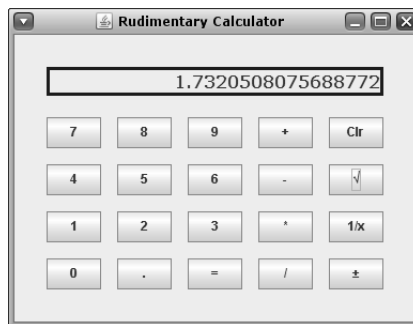 Rudimentary Calculator
1.7320508075688772
7 8 9 + Clr
4 5 6 - √
1 2 3 * 1/x
0 . = / ±